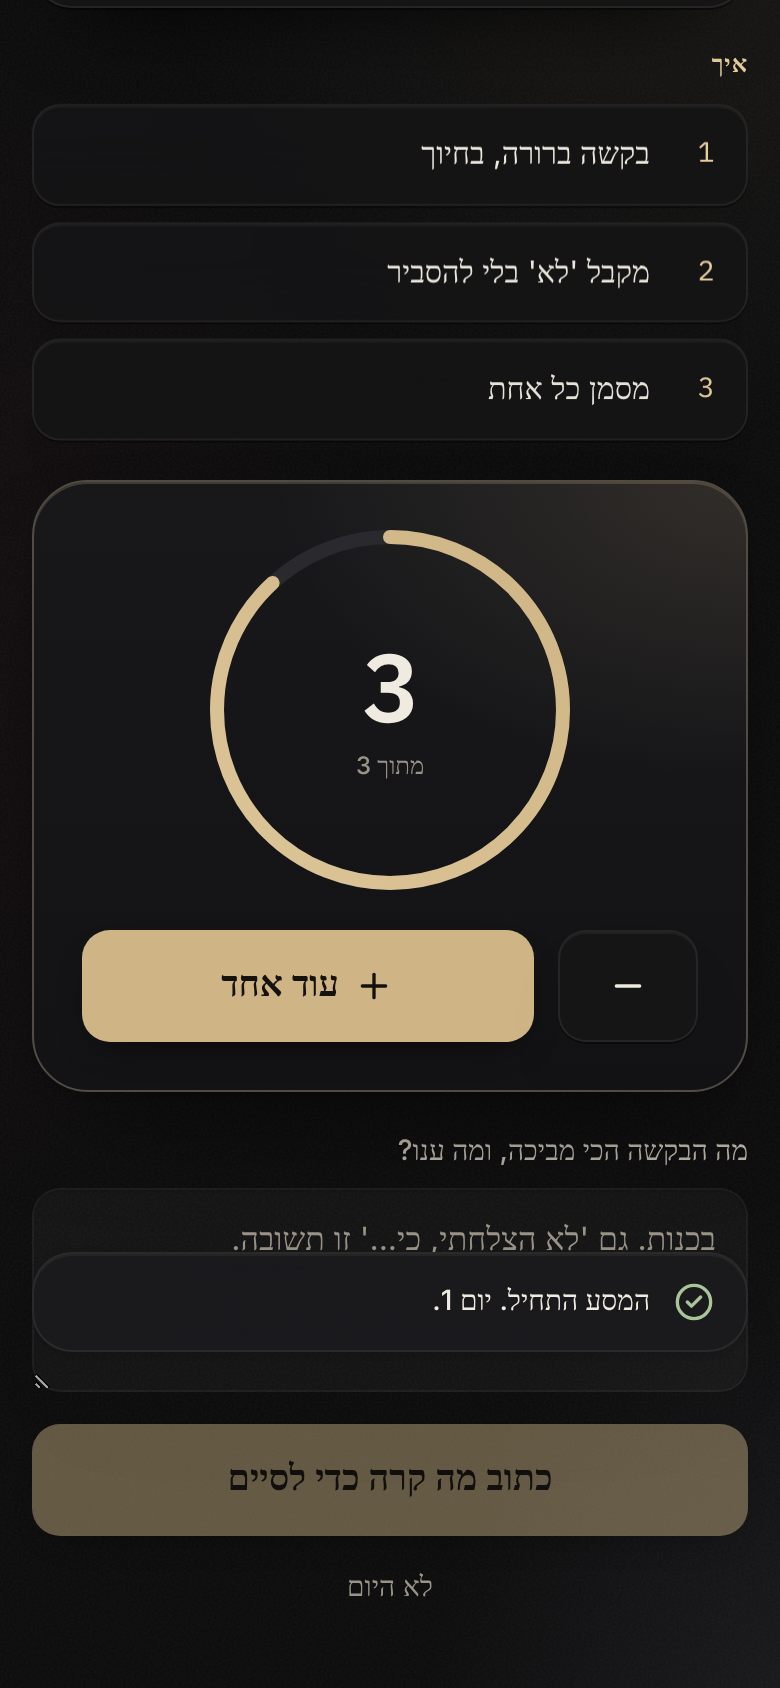 איך
1 בקשה ברורה, בחיוך
2 מקבל 'לא' בלי להסביר
3 מסמן כל אחת
3
מתוך 3
עוד אחד
מה הבקשה הכי מביכה, ומה ענו?
בכנות. גם 'לא הצלחתי, כי...' זו תשובה.
המסע התחיל. יום 1.
כתוב מה קרה כדי לסיים
לא היום